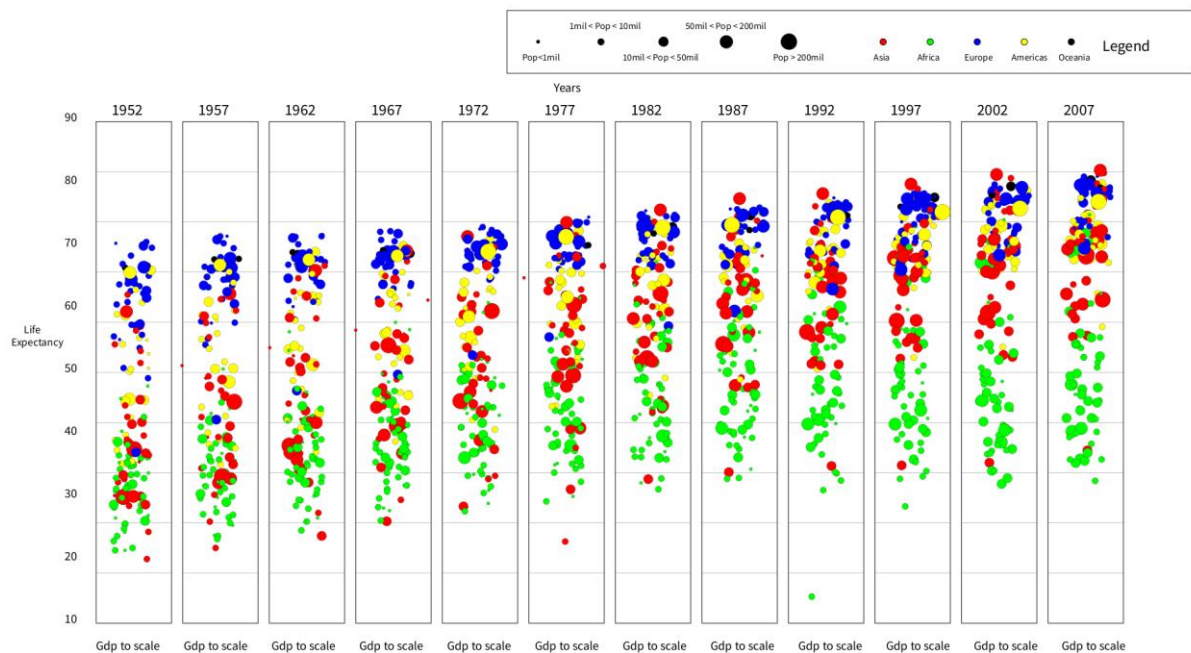 1mil < Pop < 10mil
50mil < Pop < 200mil
Pop<1mil
10mil < Pop < 50mil
Pop > 200mil
Asia
Africa
Europe
Americas
Oceania
Legend
Years
1952
1957
1962
1967
1972
1977
1982
1987
1992
1997
2002
2007
90
80
70
60
Life
Expectancy
50
40
30
20
10
Gdp to scale
Gdp to scale
Gdp to scale
Gdp to scale
Gdp to scale
Gdp to scale
Gdp to scale
Gdp to scale
Gdp to scale
Gdp to scale
Gdp to scale
Gdp to scale